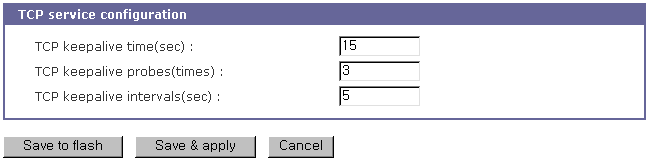 TCP service configuration
TCP keepalive time(sec) : 15
TCP keepalive probes(times) : 3
TCP keepalive intervals(sec) : 5
Save to flash Save & apply Cancel